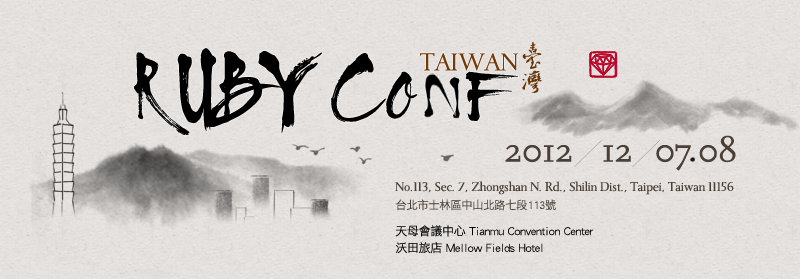 RUBY CONF
TAIWAN 臺灣
2012/12/07.08
No.113, Sec. 7, Zhongshan N. Rd., Shilin Dist., Taipei, Taiwan 11156
台北市士林區中山北路七段113號
天母會議中心 Tianmu Convention Center
沃田旅店 Mellow Fields Hotel